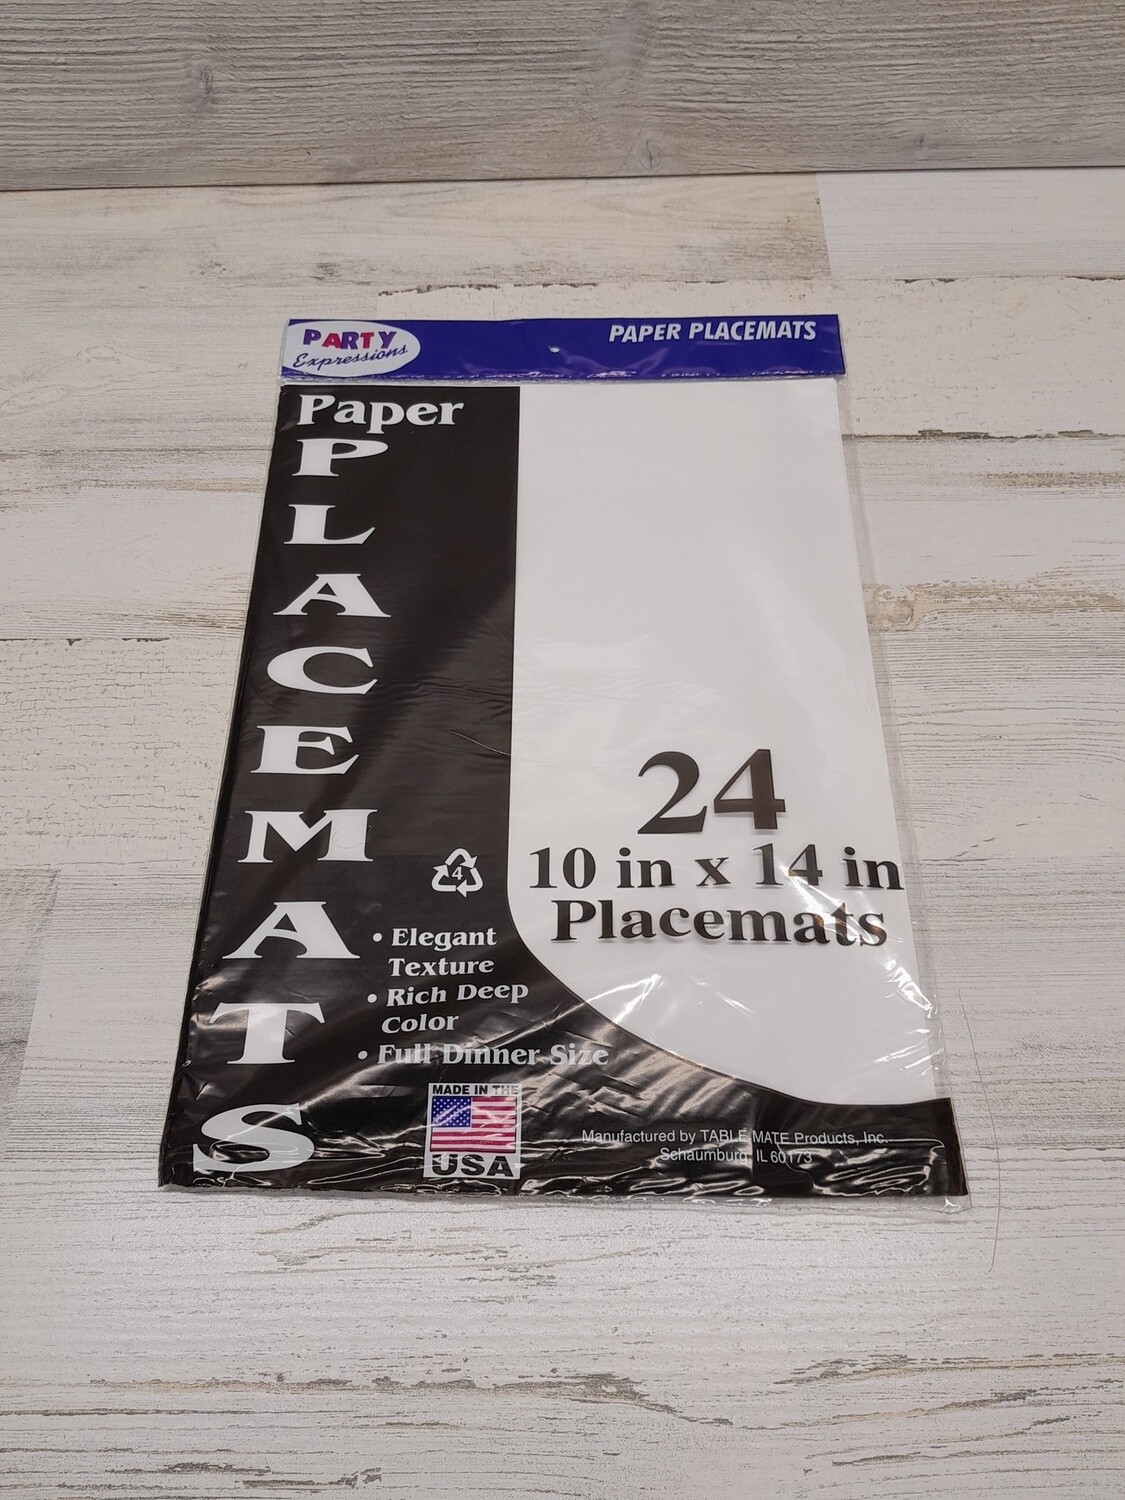 PARTY
Expressions
PAPER PLACEMATS
Paper
PLACEMATS
24
10 in x 14 in
Placemats
4
• Elegant
Texture
• Rich Deep
Color
• Full Dinner Size
MADE IN THE
USA
Manufactured by TABLE MATE Products, Inc.
Schaumburg, IL 60173